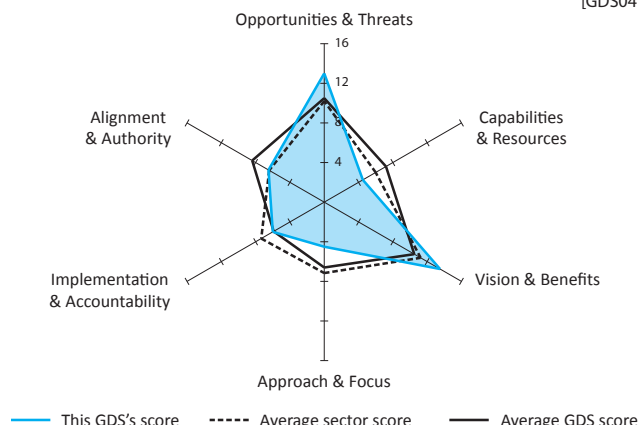 [GDS04
Opportunities & Threats
16
12
8
4
Alignment
& Authority
Capabilities
& Resources
Implementation
& Accountability
Vision & Benefits
Approach & Focus
This GDS's score
Average sector score
Average GDS score